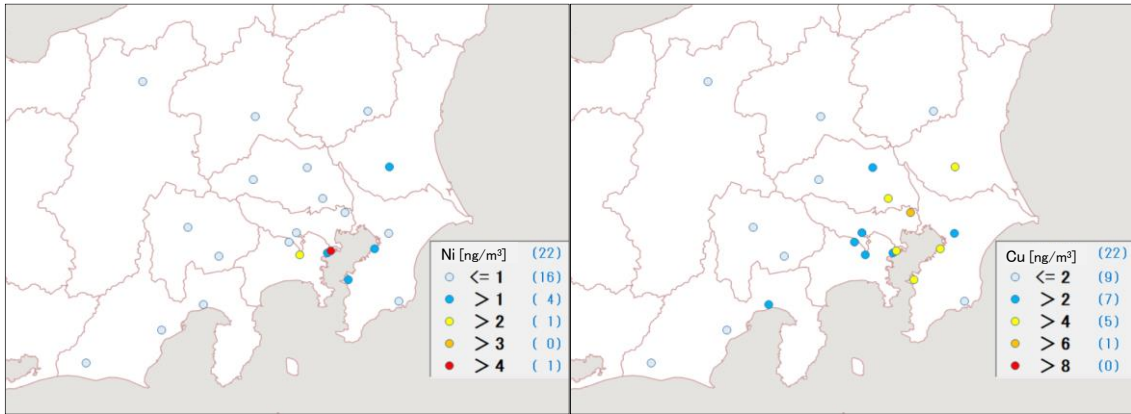 Ni [ng/m³] (22)
<= 1 (16)
> 1 ( 4)
> 2 ( 1)
> 3 ( 0)
> 4 ( 1)
Cu [ng/m³] (22)
<= 2 (9)
> 2 (7)
> 4 (5)
> 6 (1)
> 8 (0)